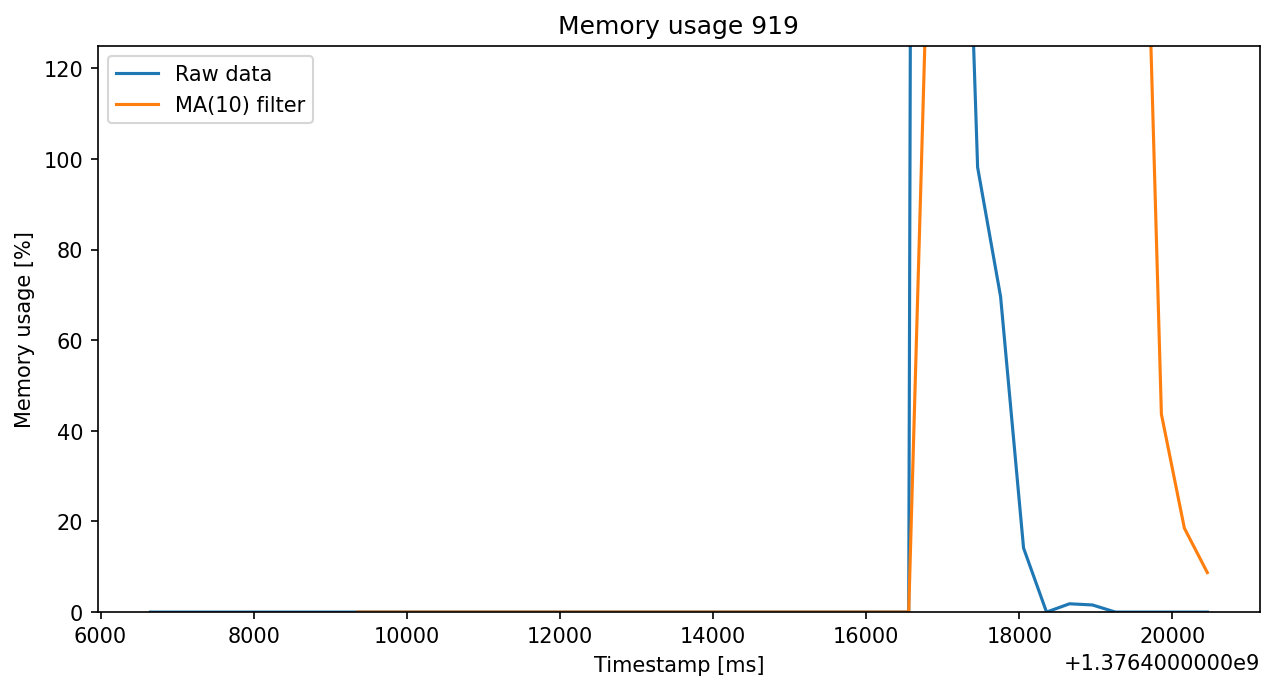 Memory usage 919
Raw data
MA(10) filter
Memory usage [%]
120
100
80
60
40
20
0
6000 8000 10000 12000 14000 16000 18000 20000
Timestamp [ms]
+1.3764000000e9